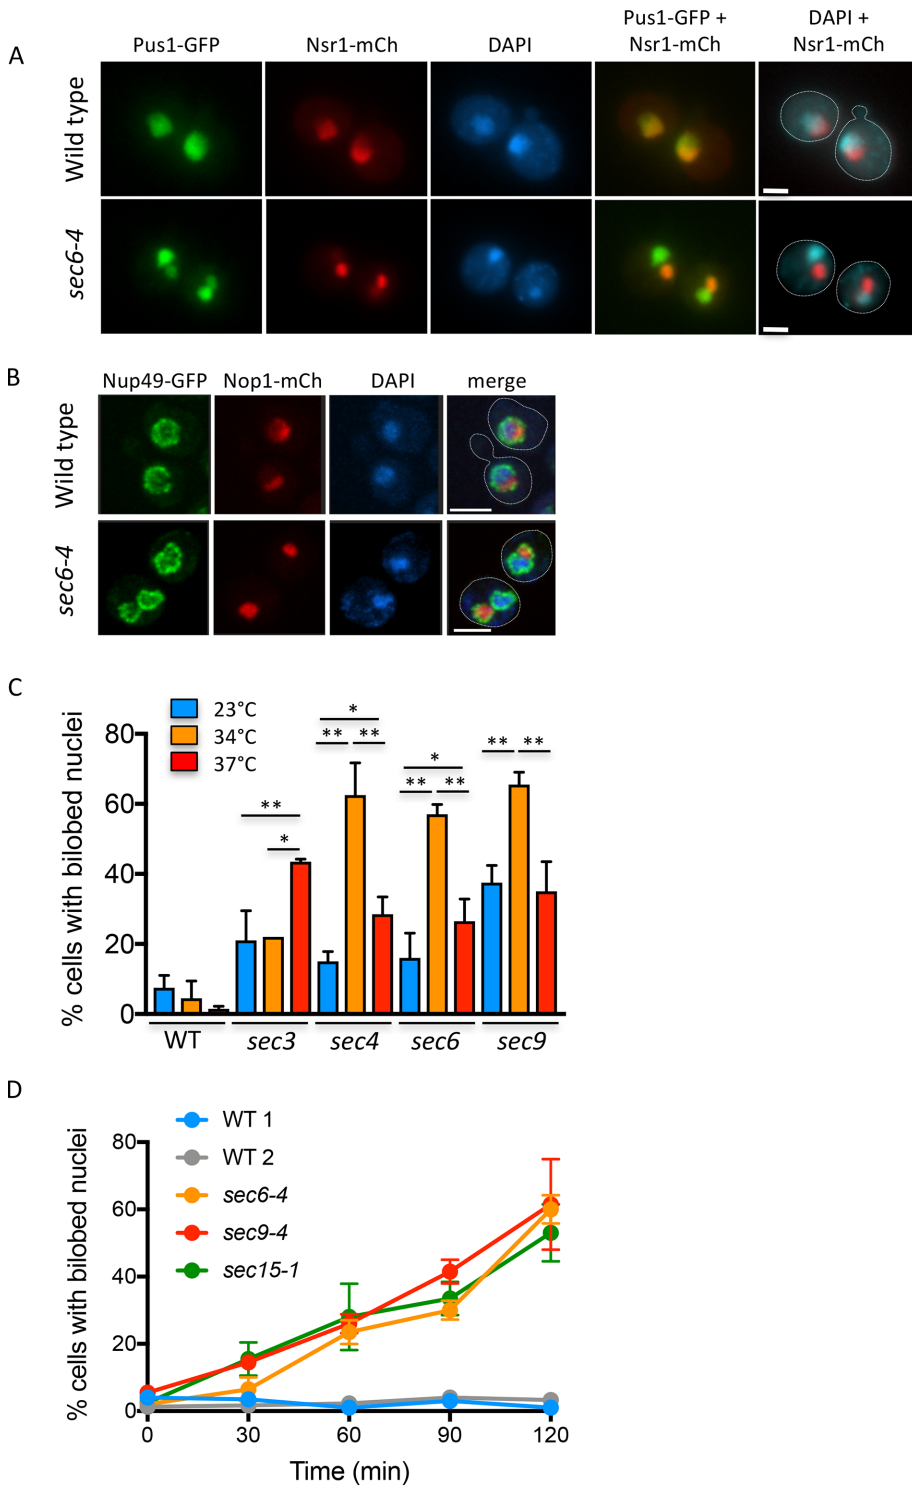 A
Pus1-GFP
Nsr1-mCh
DAPI
Pus1-GFP +
Nsr1-mCh
DAPI +
Nsr1-mCh
Wild type
sec6-4
B
Nup49-GFP
Nop1-mCh
DAPI
merge
Wild type
sec6-4
C
% cells with bilobed nuclei
80
60
40
20
0
23°C
34°C
37°C
**
*
*
** **
*
** **
** **
WT
sec3
sec4
sec6
sec9
D
% cells with bilobed nuclei
80
60
40
20
0
WT 1
WT 2
sec6-4
sec9-4
sec15-1
0
30
60
90
120
Time (min)